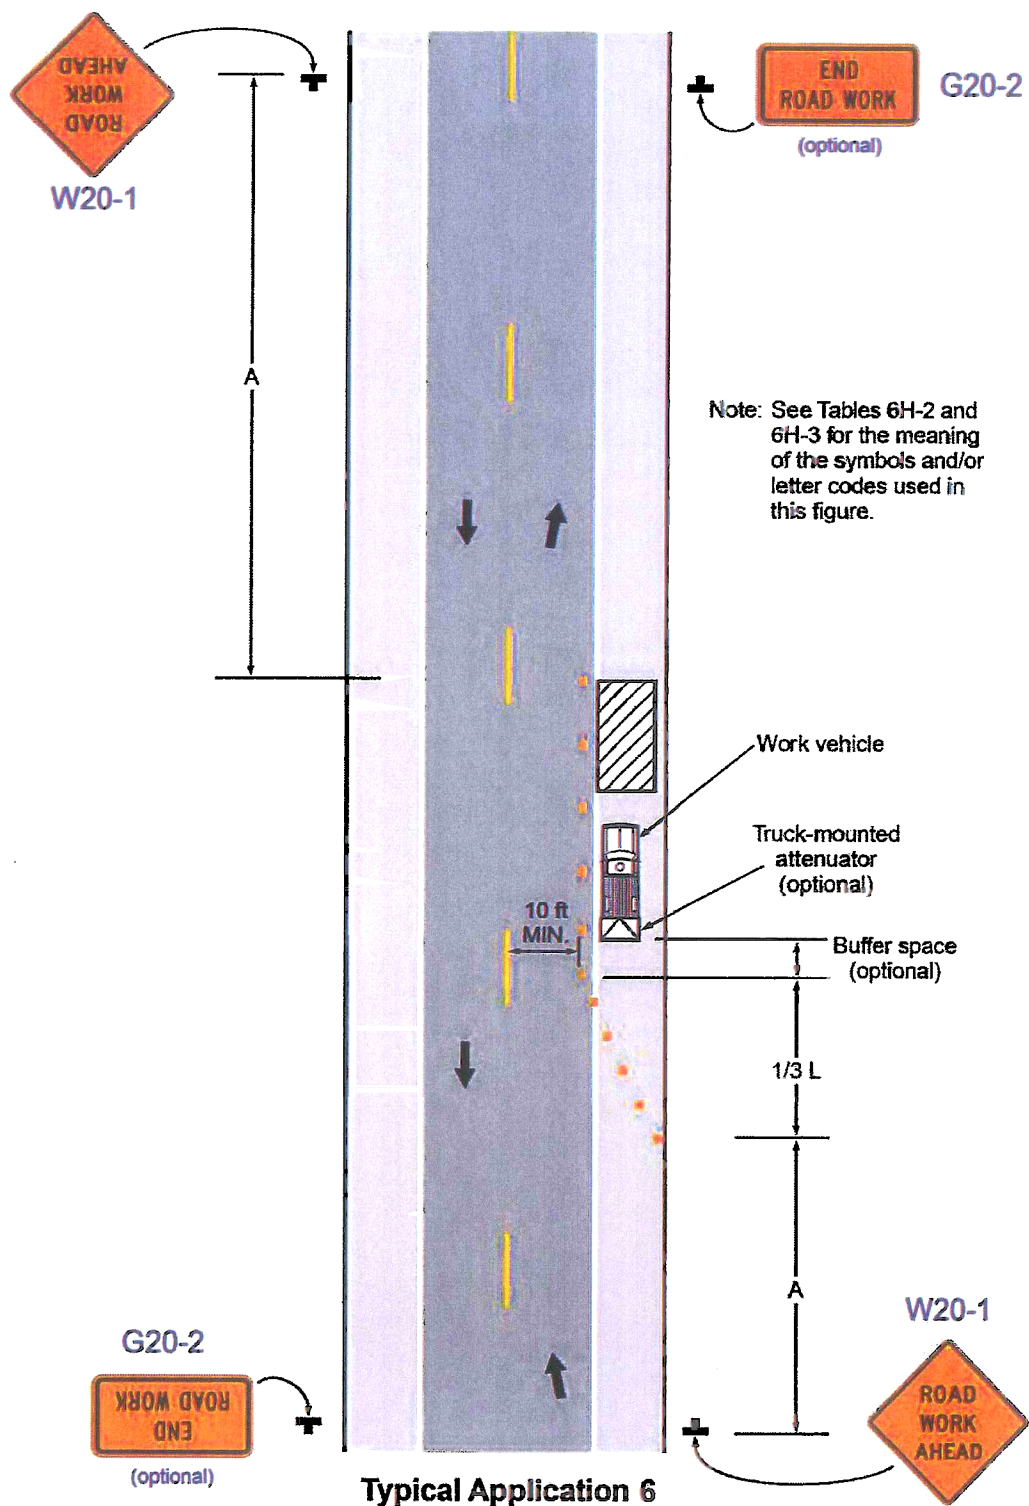 ROAD
WORK
AHEAD
W20-1
END
ROAD WORK
G20-2
(optional)
A
Note: See Tables 6H-2 and
6H-3 for the meaning
of the symbols and/or
letter codes used in
this figure.
Work vehicle
Truck-mounted
attenuator
(optional)
10 ft
MIN.
Buffer space
(optional)
1/3 L
A
W20-1
ROAD
WORK
AHEAD
G20-2
END
ROAD WORK
(optional)
Typical Application 6